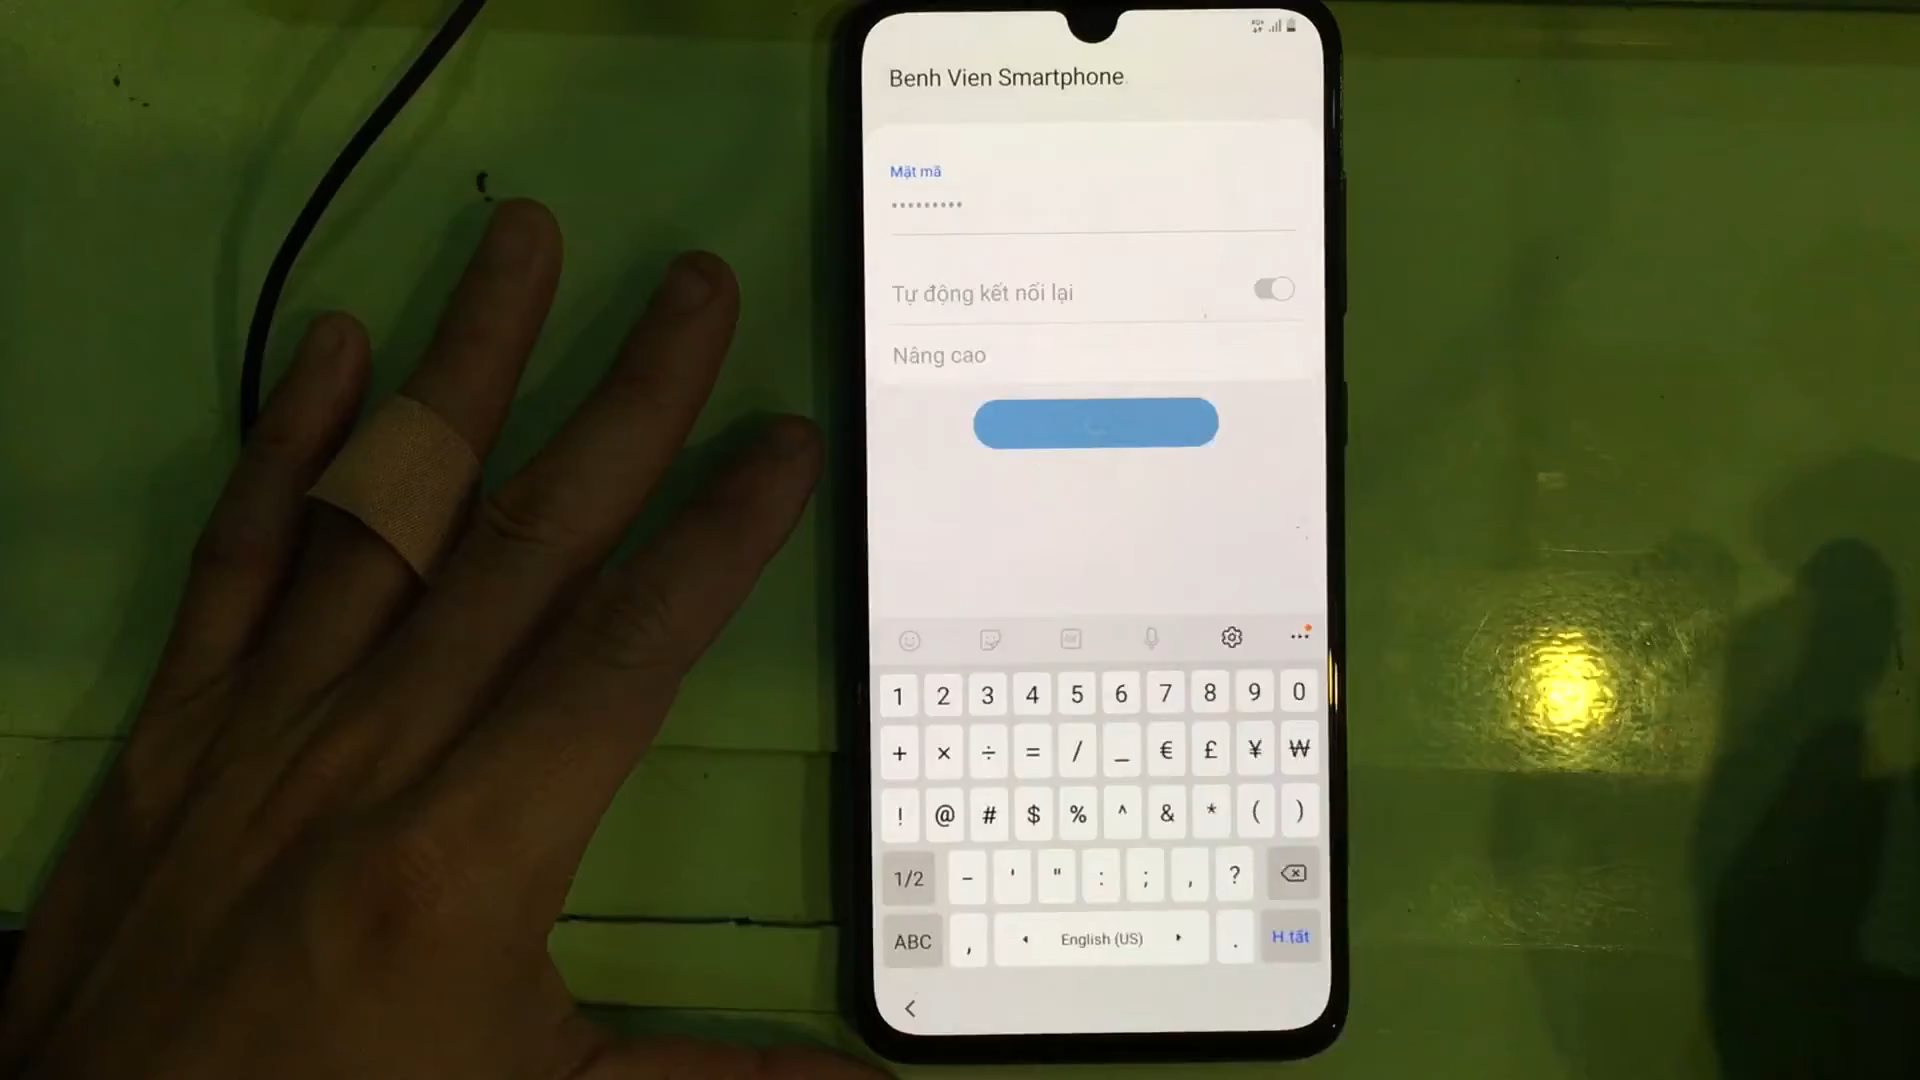 Benh Vien Smartphone
Mật mã
•••••••••
Tự động kết nối lại
Nâng cao
1 2 3 4 5 6 7 8 9 0
+ × ÷ = / _ € £ ¥ ₩
! @ # $ % ^ & * ( )
1/2 - ' " : ; , ?
ABC , English (US) . H.tất